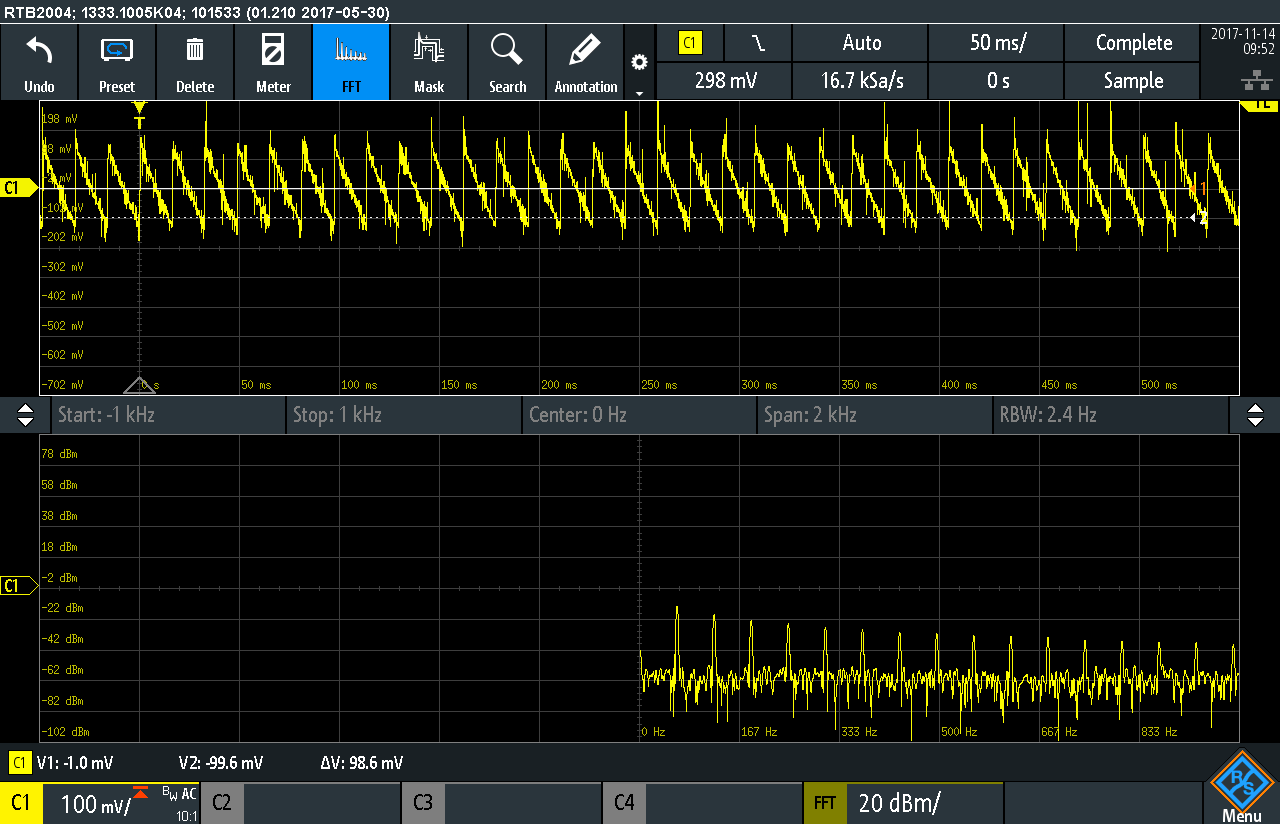 RTB2004; 1333.1005K04; 101533 (01.210 2017-05-30)
Undo Preset Delete Meter FFT Mask Search Annotation
C1 Auto 50 ms/ Complete
298 mV 16.7 kSa/s 0 s Sample
2017-11-14
09:52
TL
T
198 mV
C1
1
2
-202 mV
-302 mV
-402 mV
-502 mV
-602 mV
-702 mV
0 s 50 ms 100 ms 150 ms 200 ms 250 ms 300 ms 350 ms 400 ms 450 ms 500 ms
Start: -1 kHz Stop: 1 kHz Center: 0 Hz Span: 2 kHz RBW: 2.4 Hz
78 dBm
58 dBm
38 dBm
18 dBm
-2 dBm
C1
-22 dBm
-42 dBm
-62 dBm
-82 dBm
-102 dBm
0 Hz 167 Hz 333 Hz 500 Hz 667 Hz 833 Hz
C1 V1: -1.0 mV V2: -99.6 mV ΔV: 98.6 mV
C1 100 mV/ BW AC 10:1 C2 C3 C4 FFT 20 dBm/
R&S
Menu